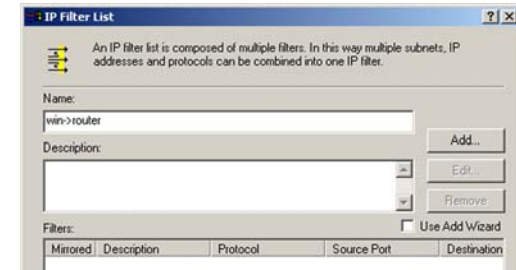 IP Filter List
An IP filter list is composed of multiple filters. In this way multiple subnets, IP
addresses and protocols can be combined into one IP filter.
Name:
win->router
Add...
Description:
Edit...
Remove
Filters:
Use Add Wizard
Mirrored Description Protocol Source Port Destination